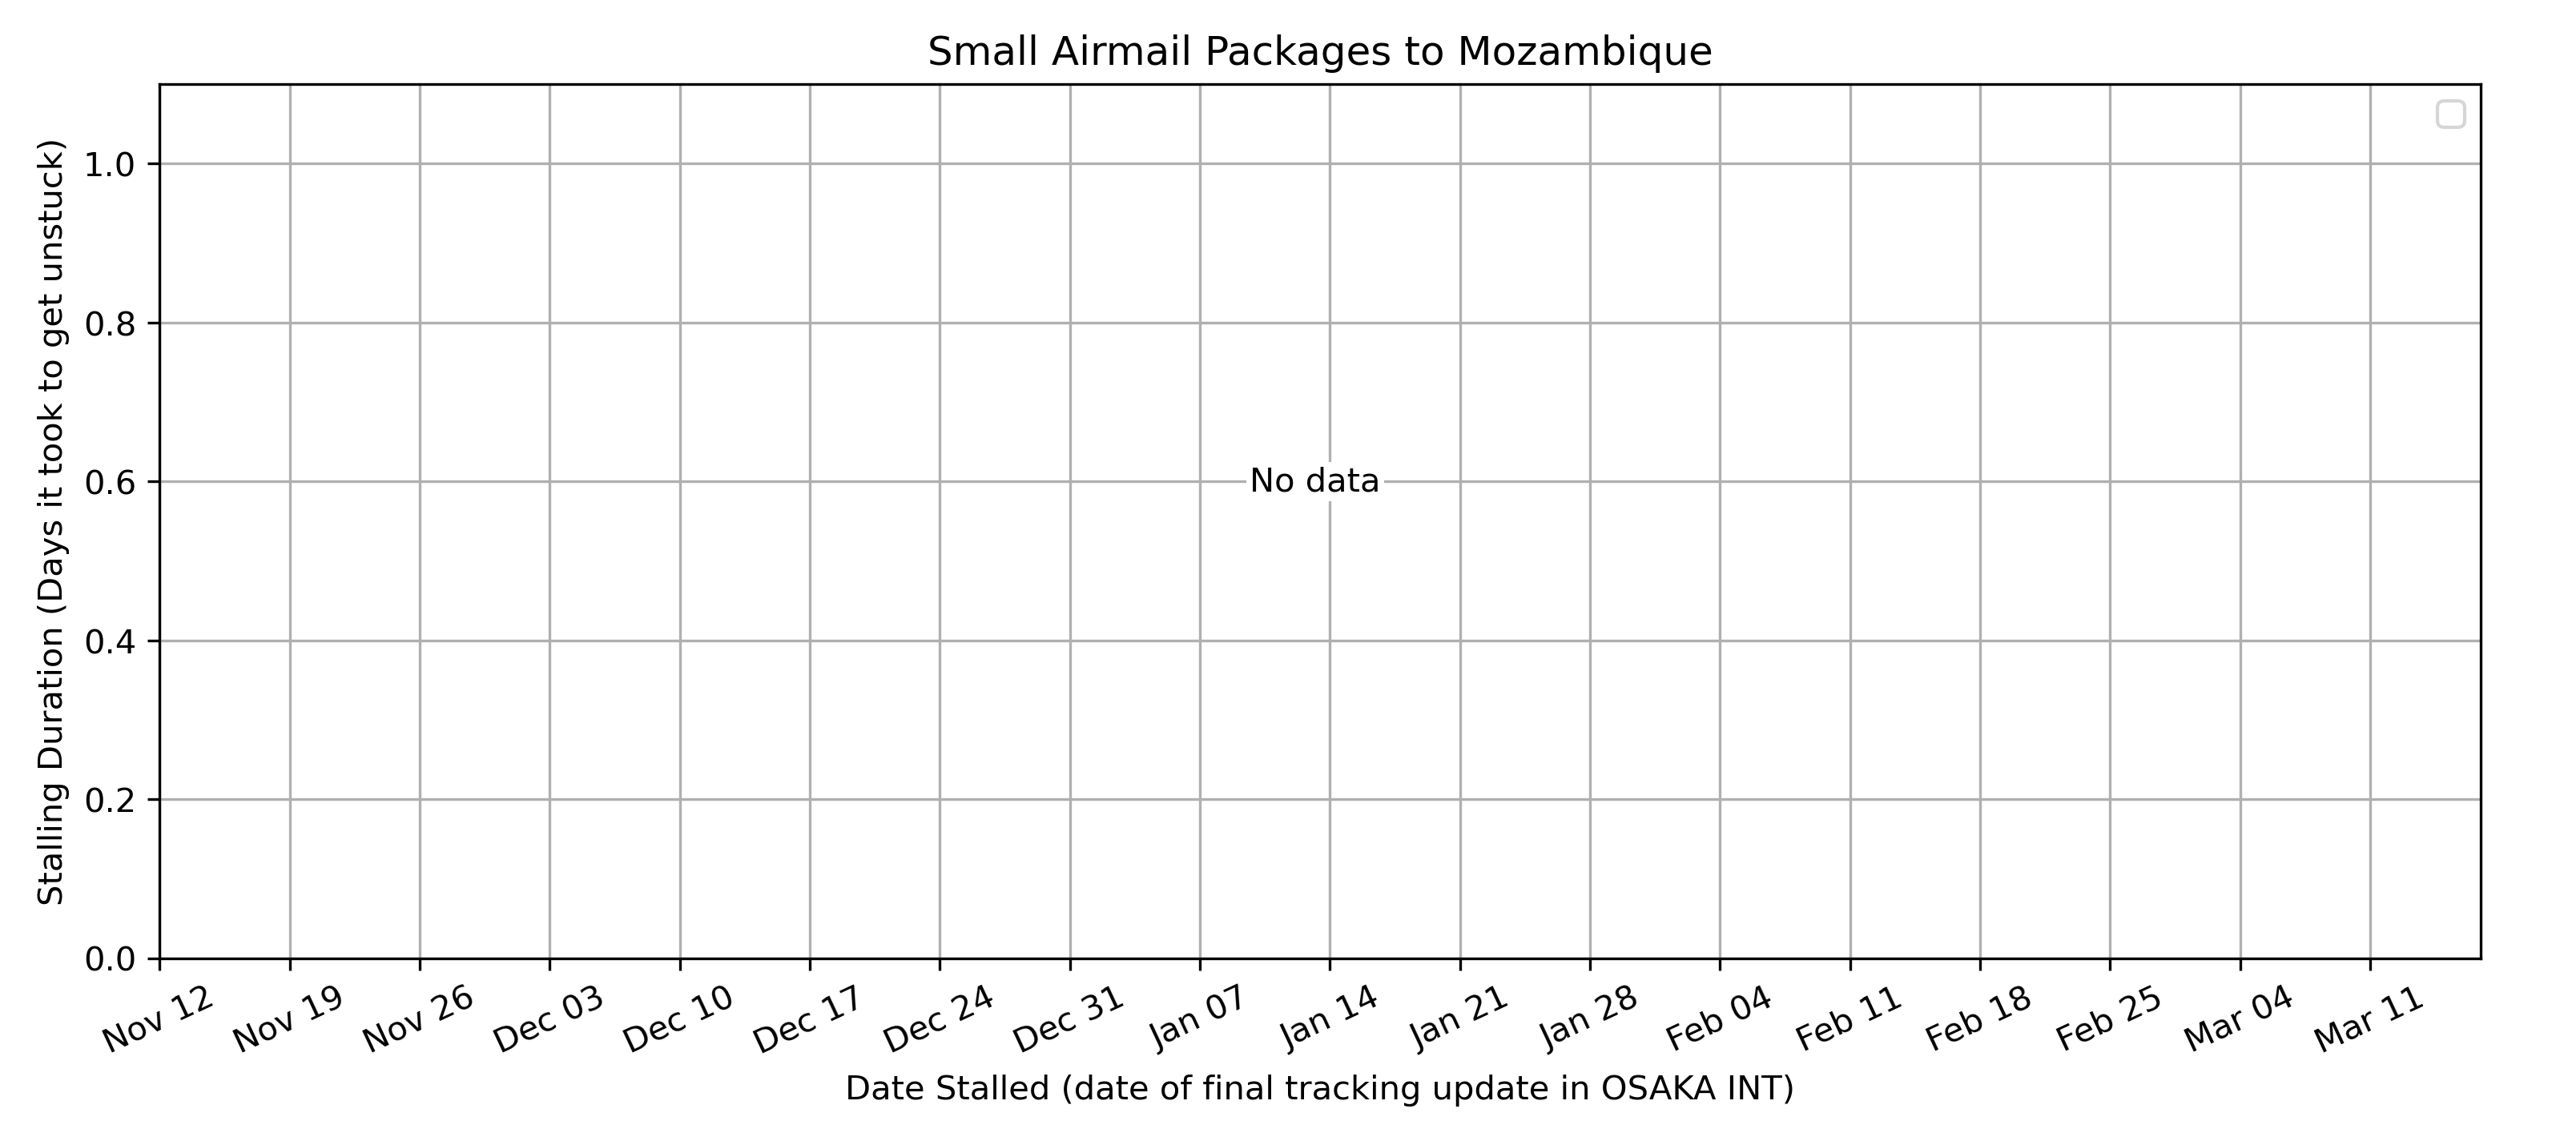 Small Airmail Packages to Mozambique
Stalling Duration (Days it took to get unstuck)
1.0
0.8
0.6
0.4
0.2
0.0
No data
Nov 12 Nov 19 Nov 26 Dec 03 Dec 10 Dec 17 Dec 24 Dec 31 Jan 07 Jan 14 Jan 21 Jan 28 Feb 04 Feb 11 Feb 18 Feb 25 Mar 04 Mar 11
Date Stalled (date of final tracking update in OSAKA INT)